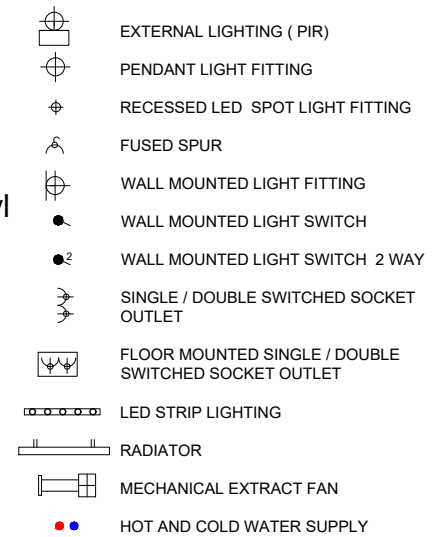 EXTERNAL LIGHTING ( PIR)
PENDANT LIGHT FITTING
RECESSED LED SPOT LIGHT FITTING
FUSED SPUR
WALL MOUNTED LIGHT FITTING
WALL MOUNTED LIGHT SWITCH
2 WALL MOUNTED LIGHT SWITCH 2 WAY
SINGLE / DOUBLE SWITCHED SOCKET
OUTLET
FLOOR MOUNTED SINGLE / DOUBLE
SWITCHED SOCKET OUTLET
LED STRIP LIGHTING
RADIATOR
MECHANICAL EXTRACT FAN
HOT AND COLD WATER SUPPLY